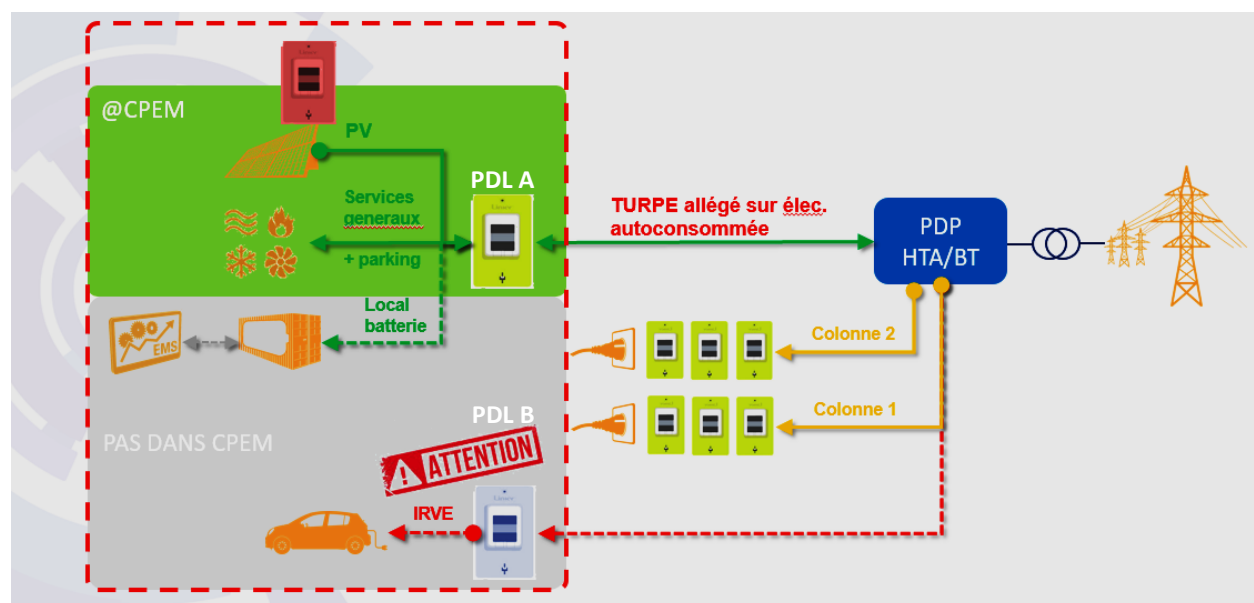 @CPEM
PV
PDL A
Services
generaux
+ parking
TURPE allégé sur élec.
autoconsommée
PDP
HTA/BT
Local
batterie
EMS
Colonne 2
Colonne 1
PDL B
PAS DANS CPEM
ATTENTION
IRVE